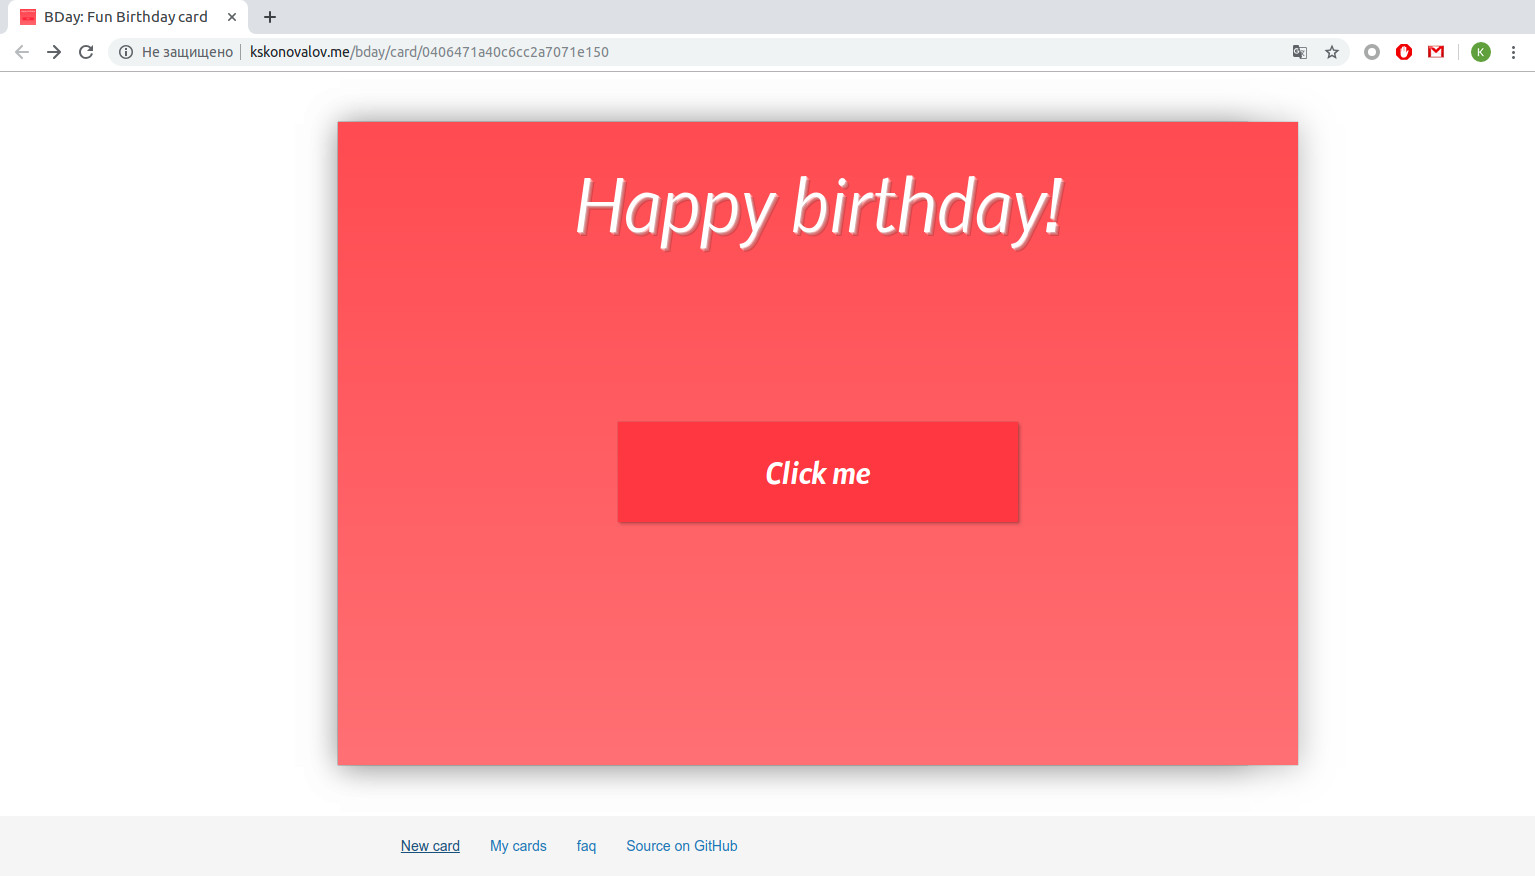 BDay: Fun Birthday card
Не защищено kskonovalov.me/bday/card/0406471a40c6cc2a7071e150
K
Happy birthday!
Click me
New card My cards faq Source on GitHub